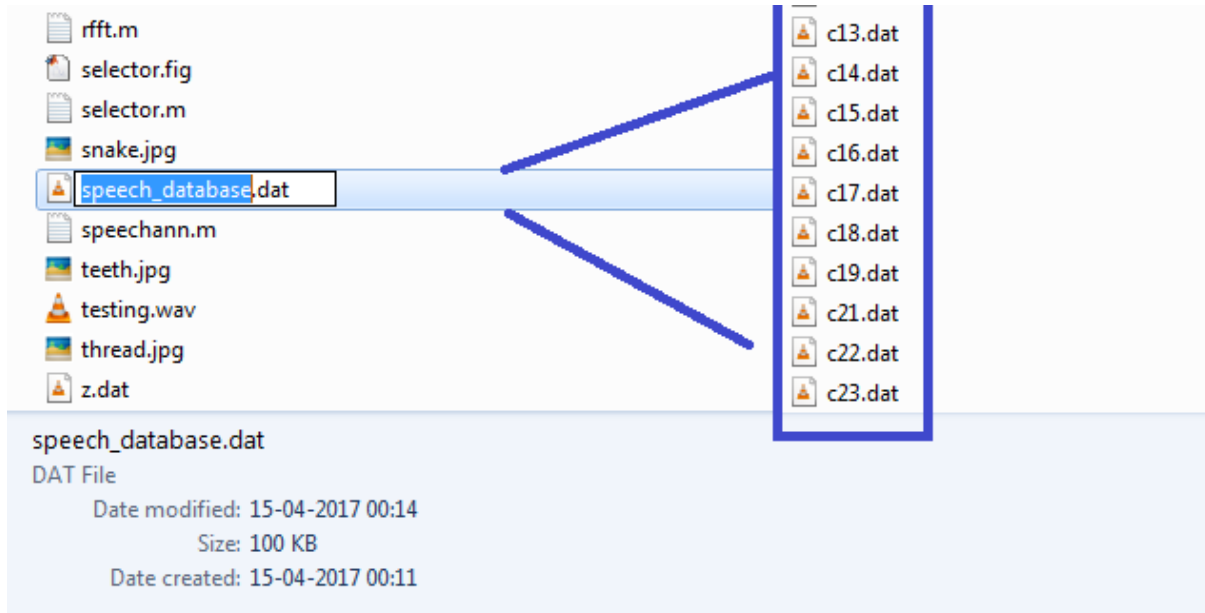 rfft.m
selector.fig
selector.m
snake.jpg
speech_database.dat
speechann.m
teeth.jpg
testing.wav
thread.jpg
z.dat
c13.dat
c14.dat
c15.dat
c16.dat
c17.dat
c18.dat
c19.dat
c21.dat
c22.dat
c23.dat
speech_database.dat
DAT File
Date modified: 15-04-2017 00:14
Size: 100 KB
Date created: 15-04-2017 00:11